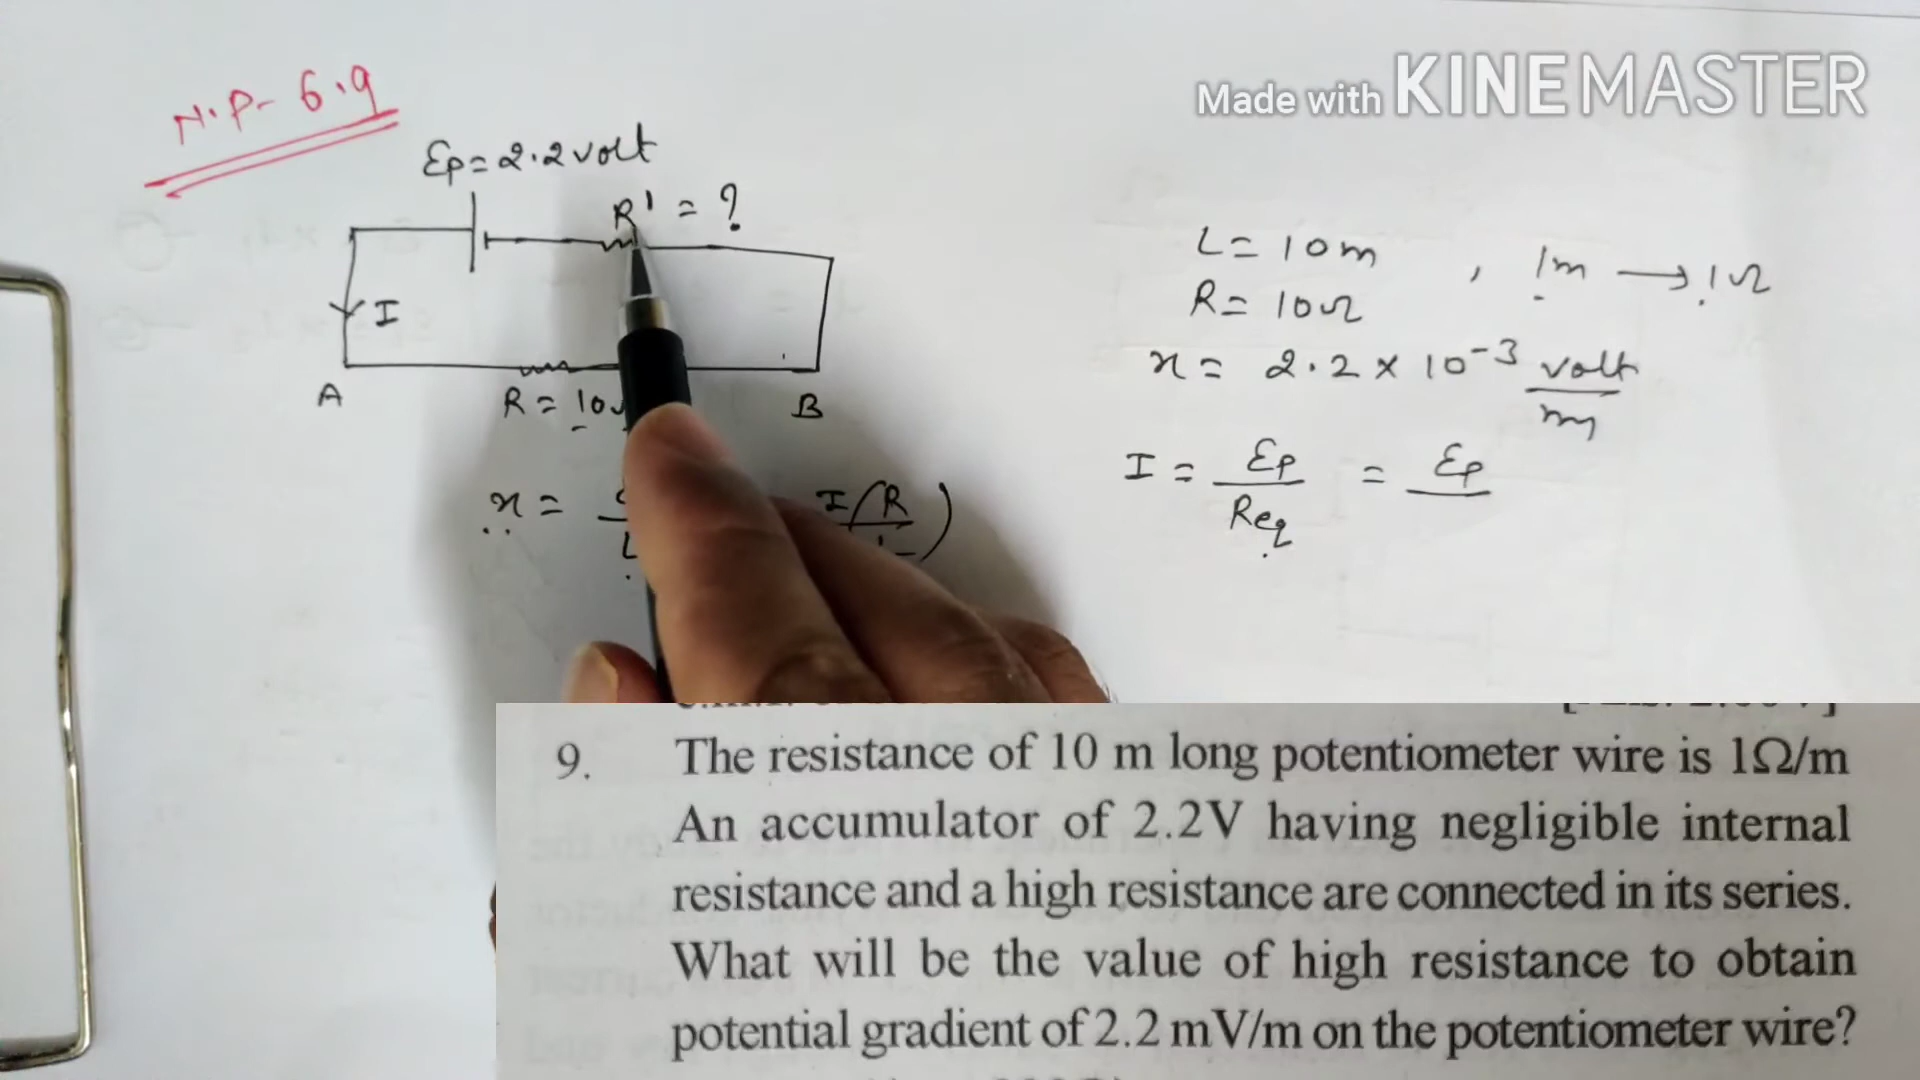 Made with KINEMASTER
N.P- 6.9
Ep= 2.2 volt
R' = ?
I
A
R = 10
B
x =
L
I(R
L)
L= 10m
, 1m → 1Ω
R= 10Ω
x= 2.2 × 10-3 volt
m
I = Ep = Ep
Req
9. The resistance of 10 m long potentiometer wire is 1Ω/m
An accumulator of 2.2V having negligible internal
resistance and a high resistance are connected in its series.
What will be the value of high resistance to obtain
potential gradient of 2.2 mV/m on the potentiometer wire?